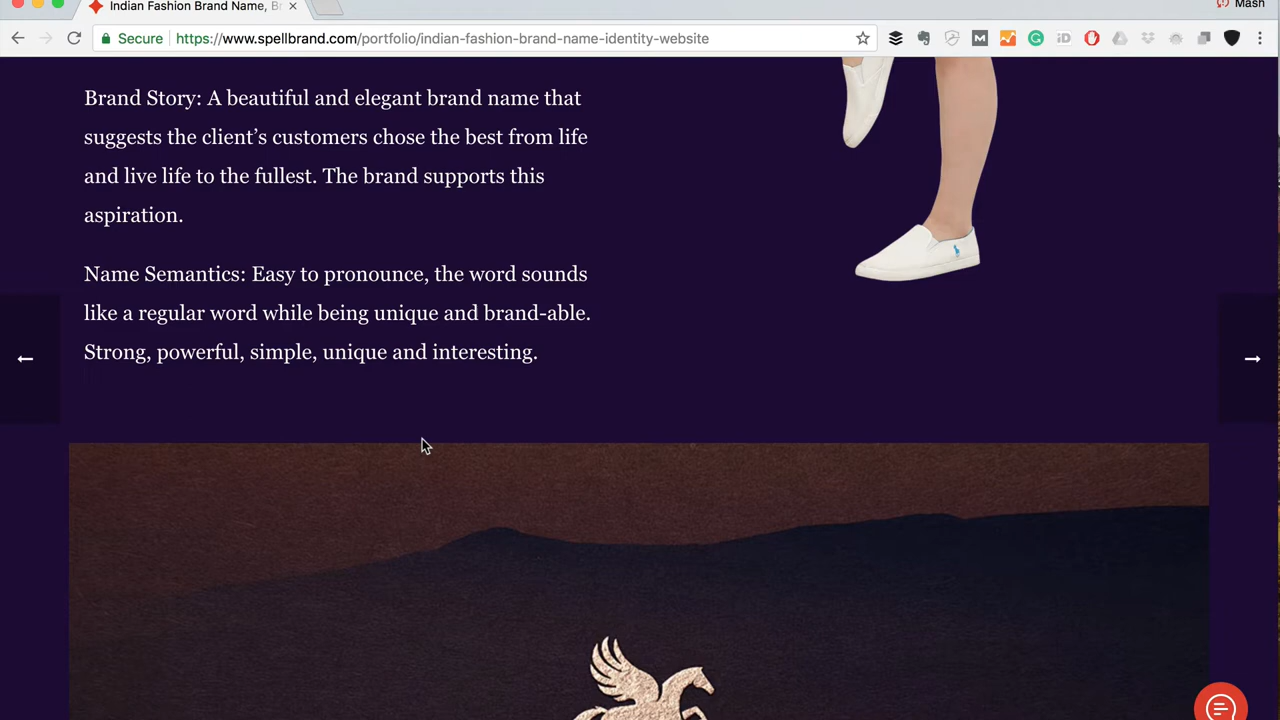 Indian Fashion Brand Name, Br
Mash
Secure https://www.spellbrand.com/portfolio/indian-fashion-brand-name-identity-website
Brand Story: A beautiful and elegant brand name that
suggests the client’s customers chose the best from life
and live life to the fullest. The brand supports this
aspiration.
Name Semantics: Easy to pronounce, the word sounds
like a regular word while being unique and brand-able.
Strong, powerful, simple, unique and interesting.